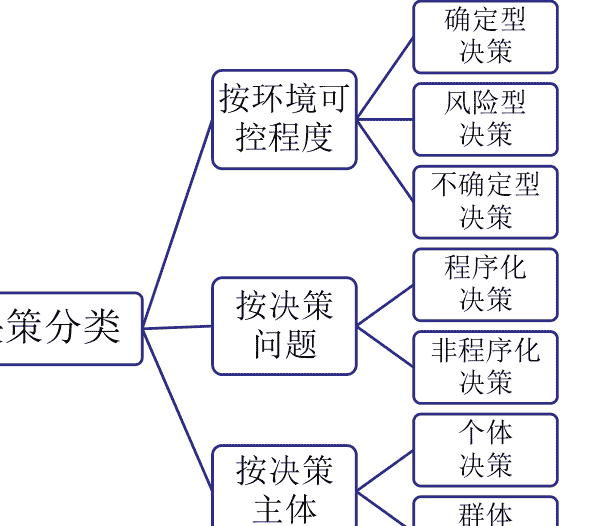 确定型
决策
按环境可
控程度
风险型
决策
不确定型
决策
程序化
决策
策分类
按决策
问题
非程序化
决策
个体
决策
按决策
主体
群体